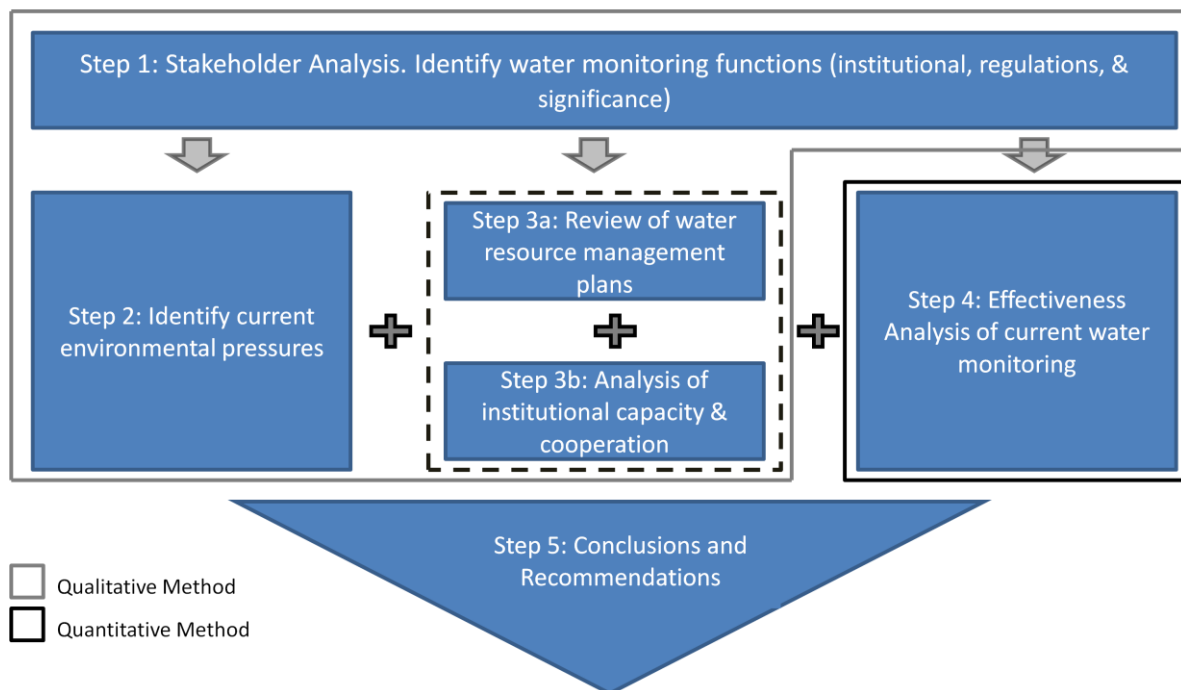 Step 1: Stakeholder Analysis. Identify water monitoring functions (institutional, regulations, &
significance)
Step 2: Identify current
environmental pressures
Step 3a: Review of water
resource management
plans
Step 3b: Analysis of
institutional capacity &
cooperation
Step 4: Effectiveness
Analysis of current water
monitoring
Step 5: Conclusions and
Recommendations
Qualitative Method
Quantitative Method